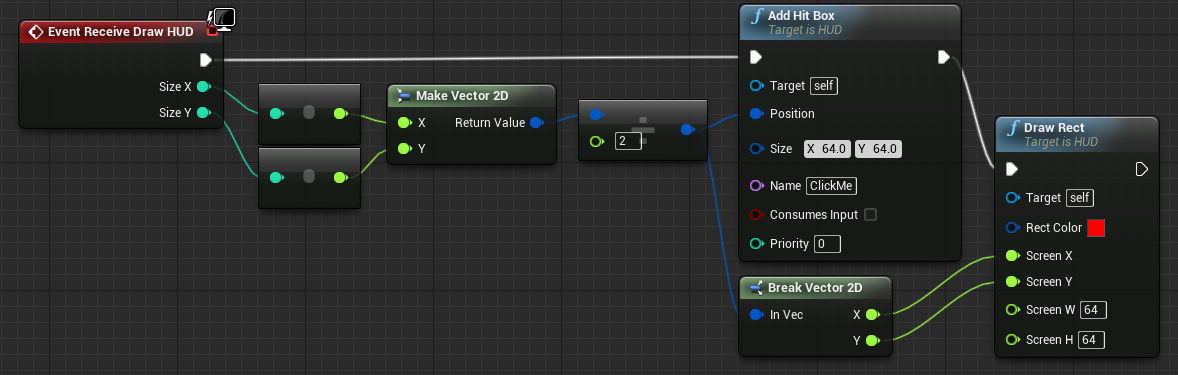 Event Receive Draw HUD
Size X
Size Y
Make Vector 2D
X
Return Value
Y
2
Add Hit Box
Target is HUD
Target self
Position
Size X 64.0 Y 64.0
Name ClickMe
Consumes Input
Priority 0
Break Vector 2D
In Vec X
Y
Draw Rect
Target is HUD
Target self
Rect Color
Screen X
Screen Y
Screen W 64
Screen H 64